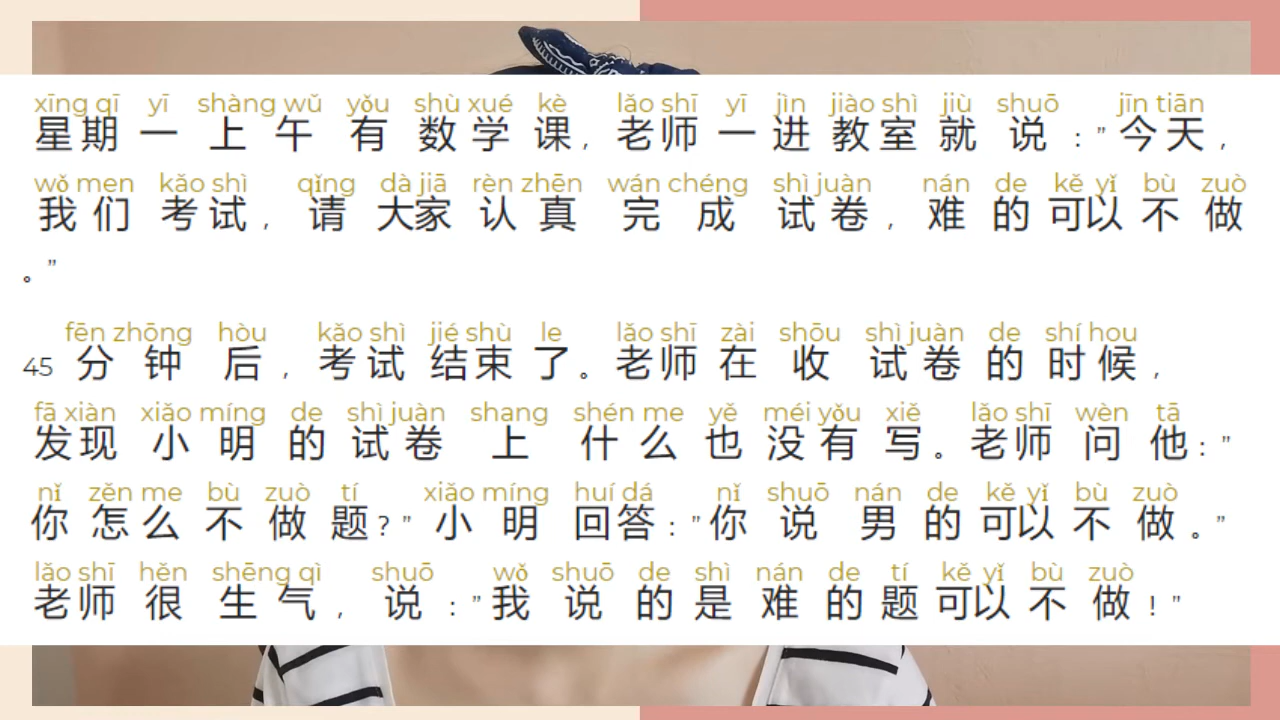 xīng qī yī shàng wǔ yǒu shù xué kè lǎo shī yī jìn jiào shì jiù shuō jīn tiān
星期一上午有数学课，老师一进教室就说：”今天，
wǒ men kǎo shì qǐng dà jiā rèn zhēn wán chéng shì juàn nán de kě yǐ bù zuò
我们考试，请大家认真完成试卷，难的可以不做
。”
fēn zhōng hòu kǎo shì jié shù le lǎo shī zài shōu shì juàn de shí hou
45分钟后，考试结束了。老师在收试卷的时候，
fā xiàn xiǎo míng de shì juàn shang shén me yě méi yǒu xiě lǎo shī wèn tā
发现小明的试卷上什么也没有写。老师问他：”
nǐ zěn me bù zuò tí xiǎo míng huí dá nǐ shuō nán de kě yǐ bù zuò
你怎么不做题？”小明回答：”你说男的可以不做。”
lǎo shī hěn shēng qì shuō wǒ shuō de shì nán de tí kě yǐ bù zuò
老师很生气，说：”我说的是难的题可以不做！”